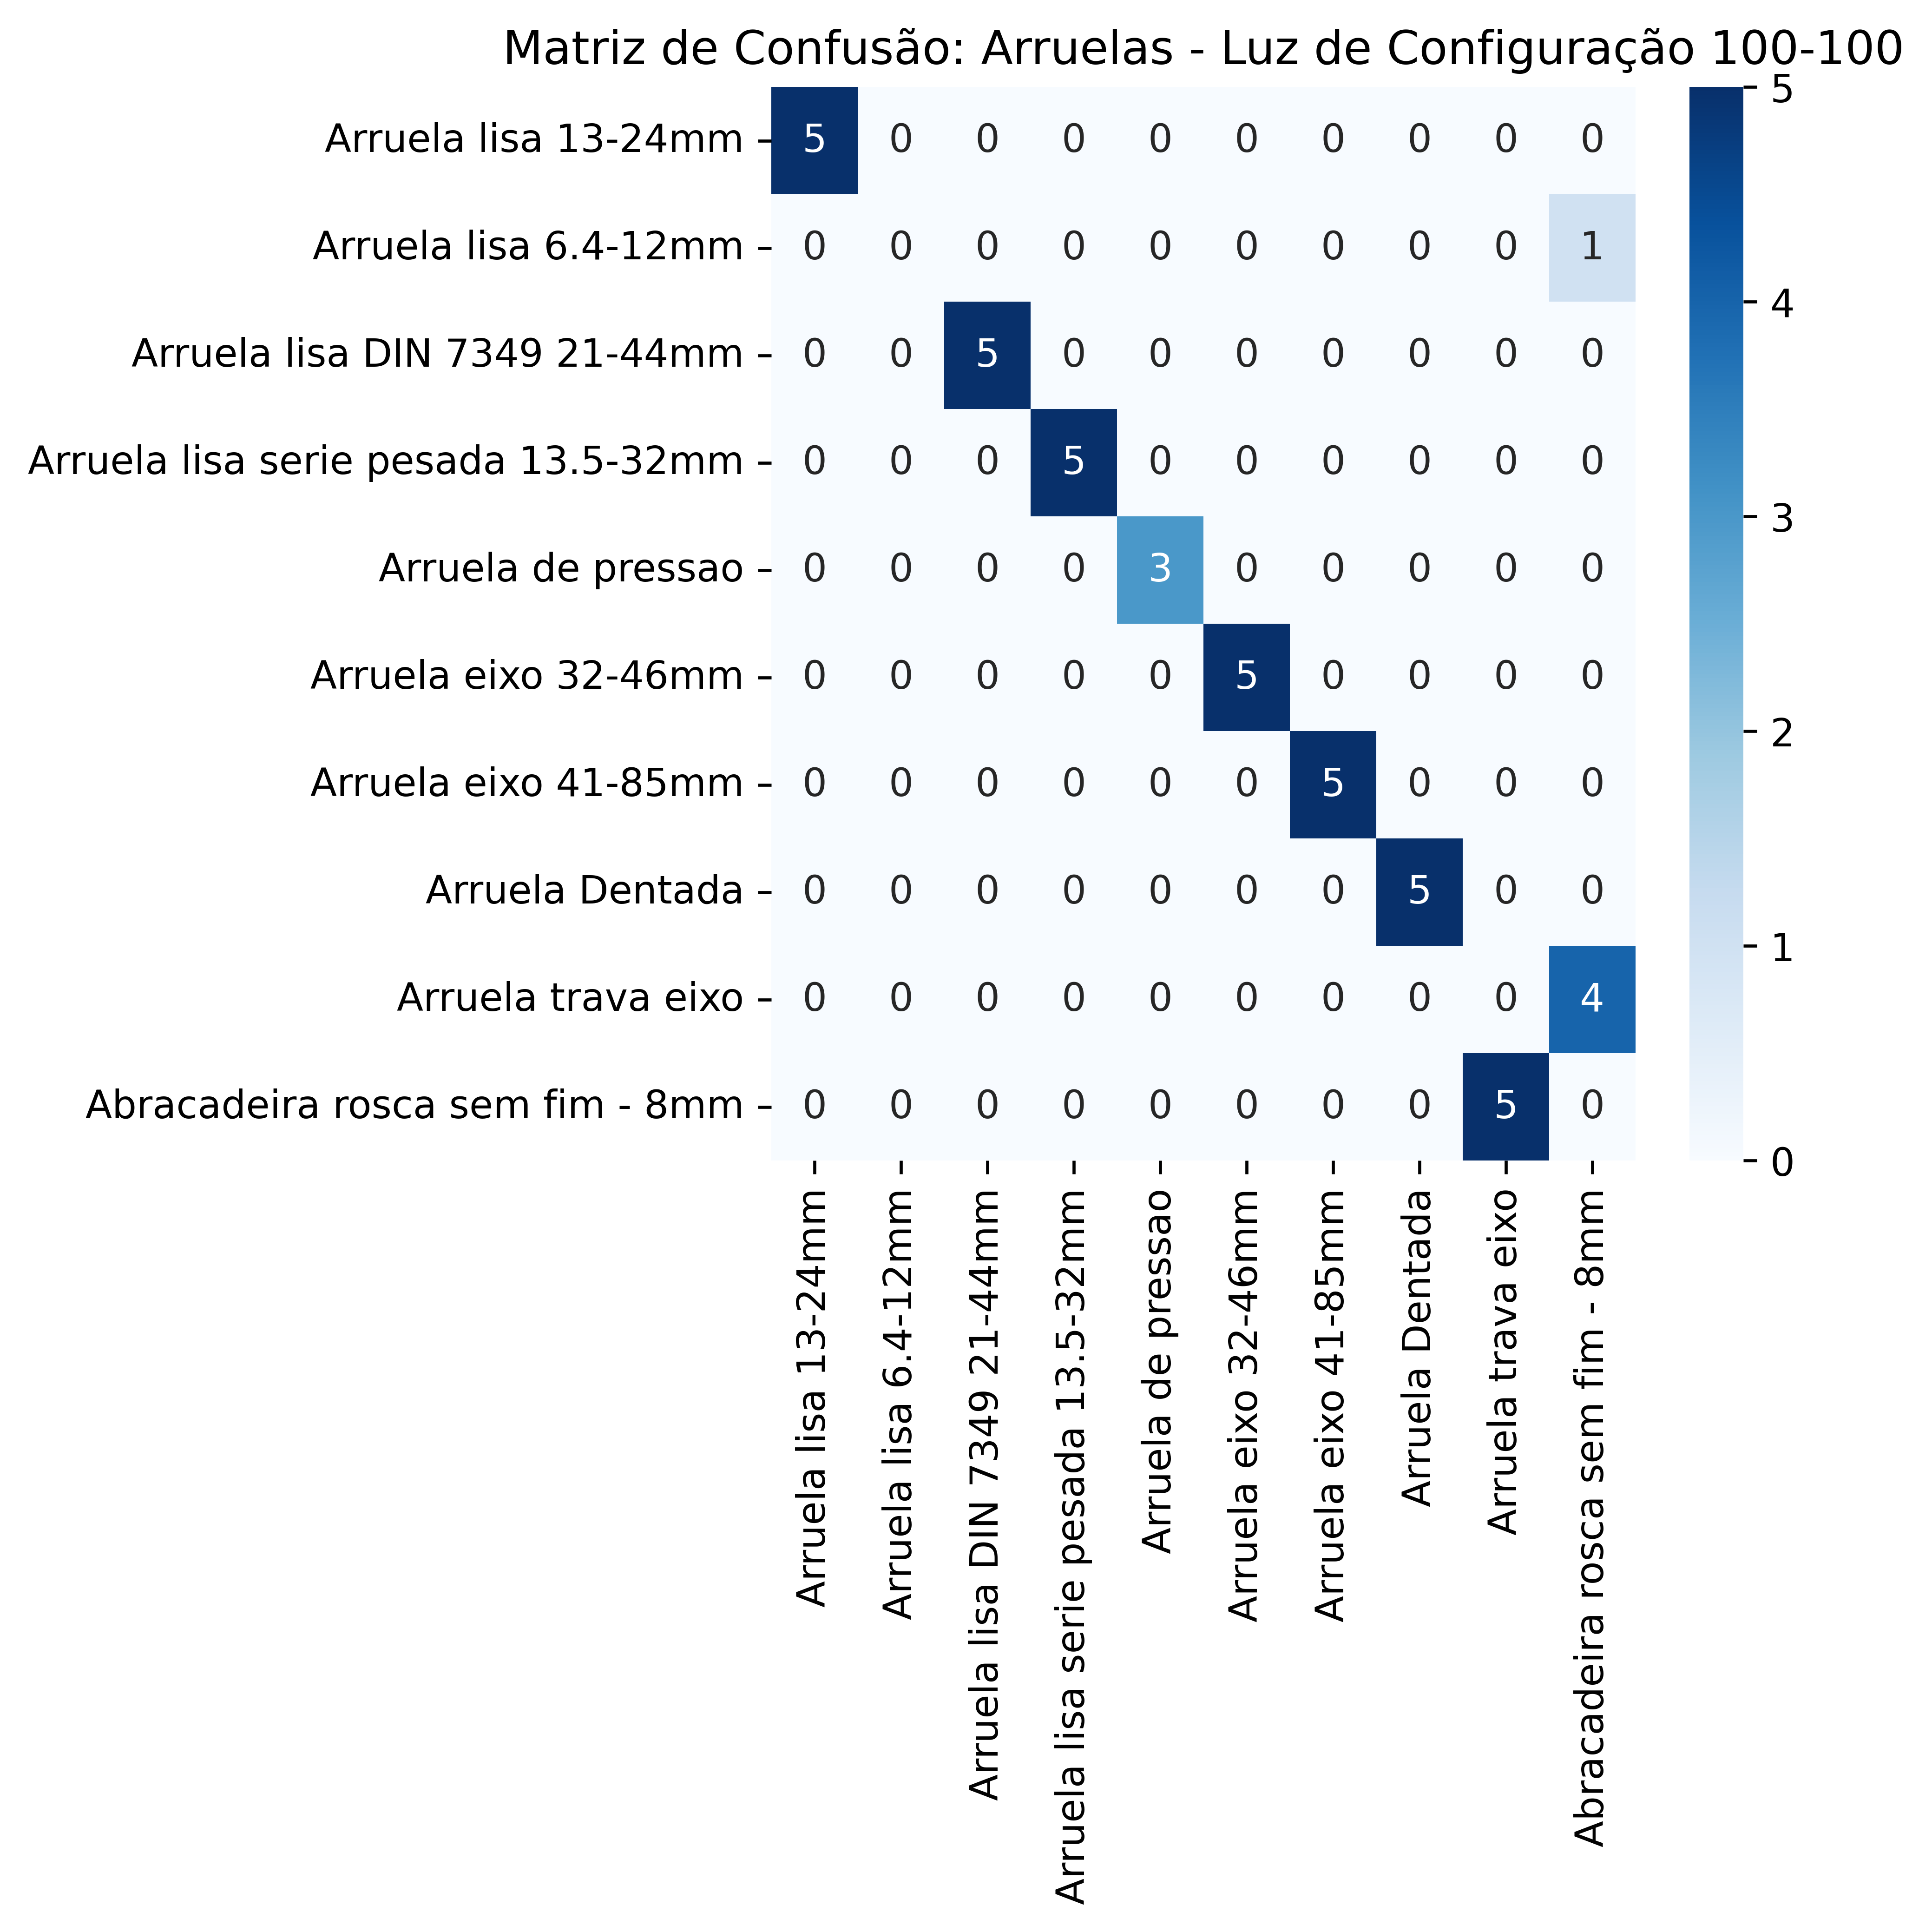 Matriz de Confusão: Arruelas - Luz de Configuração 100-100
Arruela lisa 13-24mm 5 0 0 0 0 0 0 0 0 0
Arruela lisa 6.4-12mm 0 0 0 0 0 0 0 0 0 1
Arruela lisa DIN 7349 21-44mm 0 0 5 0 0 0 0 0 0 0
Arruela lisa serie pesada 13.5-32mm 0 0 0 5 0 0 0 0 0 0
Arruela de pressao 0 0 0 0 3 0 0 0 0 0
Arruela eixo 32-46mm 0 0 0 0 0 5 0 0 0 0
Arruela eixo 41-85mm 0 0 0 0 0 0 5 0 0 0
Arruela Dentada 0 0 0 0 0 0 0 5 0 0
Arruela trava eixo 0 0 0 0 0 0 0 0 0 4
Abracadeira rosca sem fim - 8mm 0 0 0 0 0 0 0 0 5 0
Arruela lisa 13-24mm
Arruela lisa 6.4-12mm
Arruela lisa DIN 7349 21-44mm
Arruela lisa serie pesada 13.5-32mm
Arruela de pressao
Arruela eixo 32-46mm
Arruela eixo 41-85mm
Arruela Dentada
Arruela trava eixo
Abracadeira rosca sem fim - 8mm
5
4
3
2
1
0